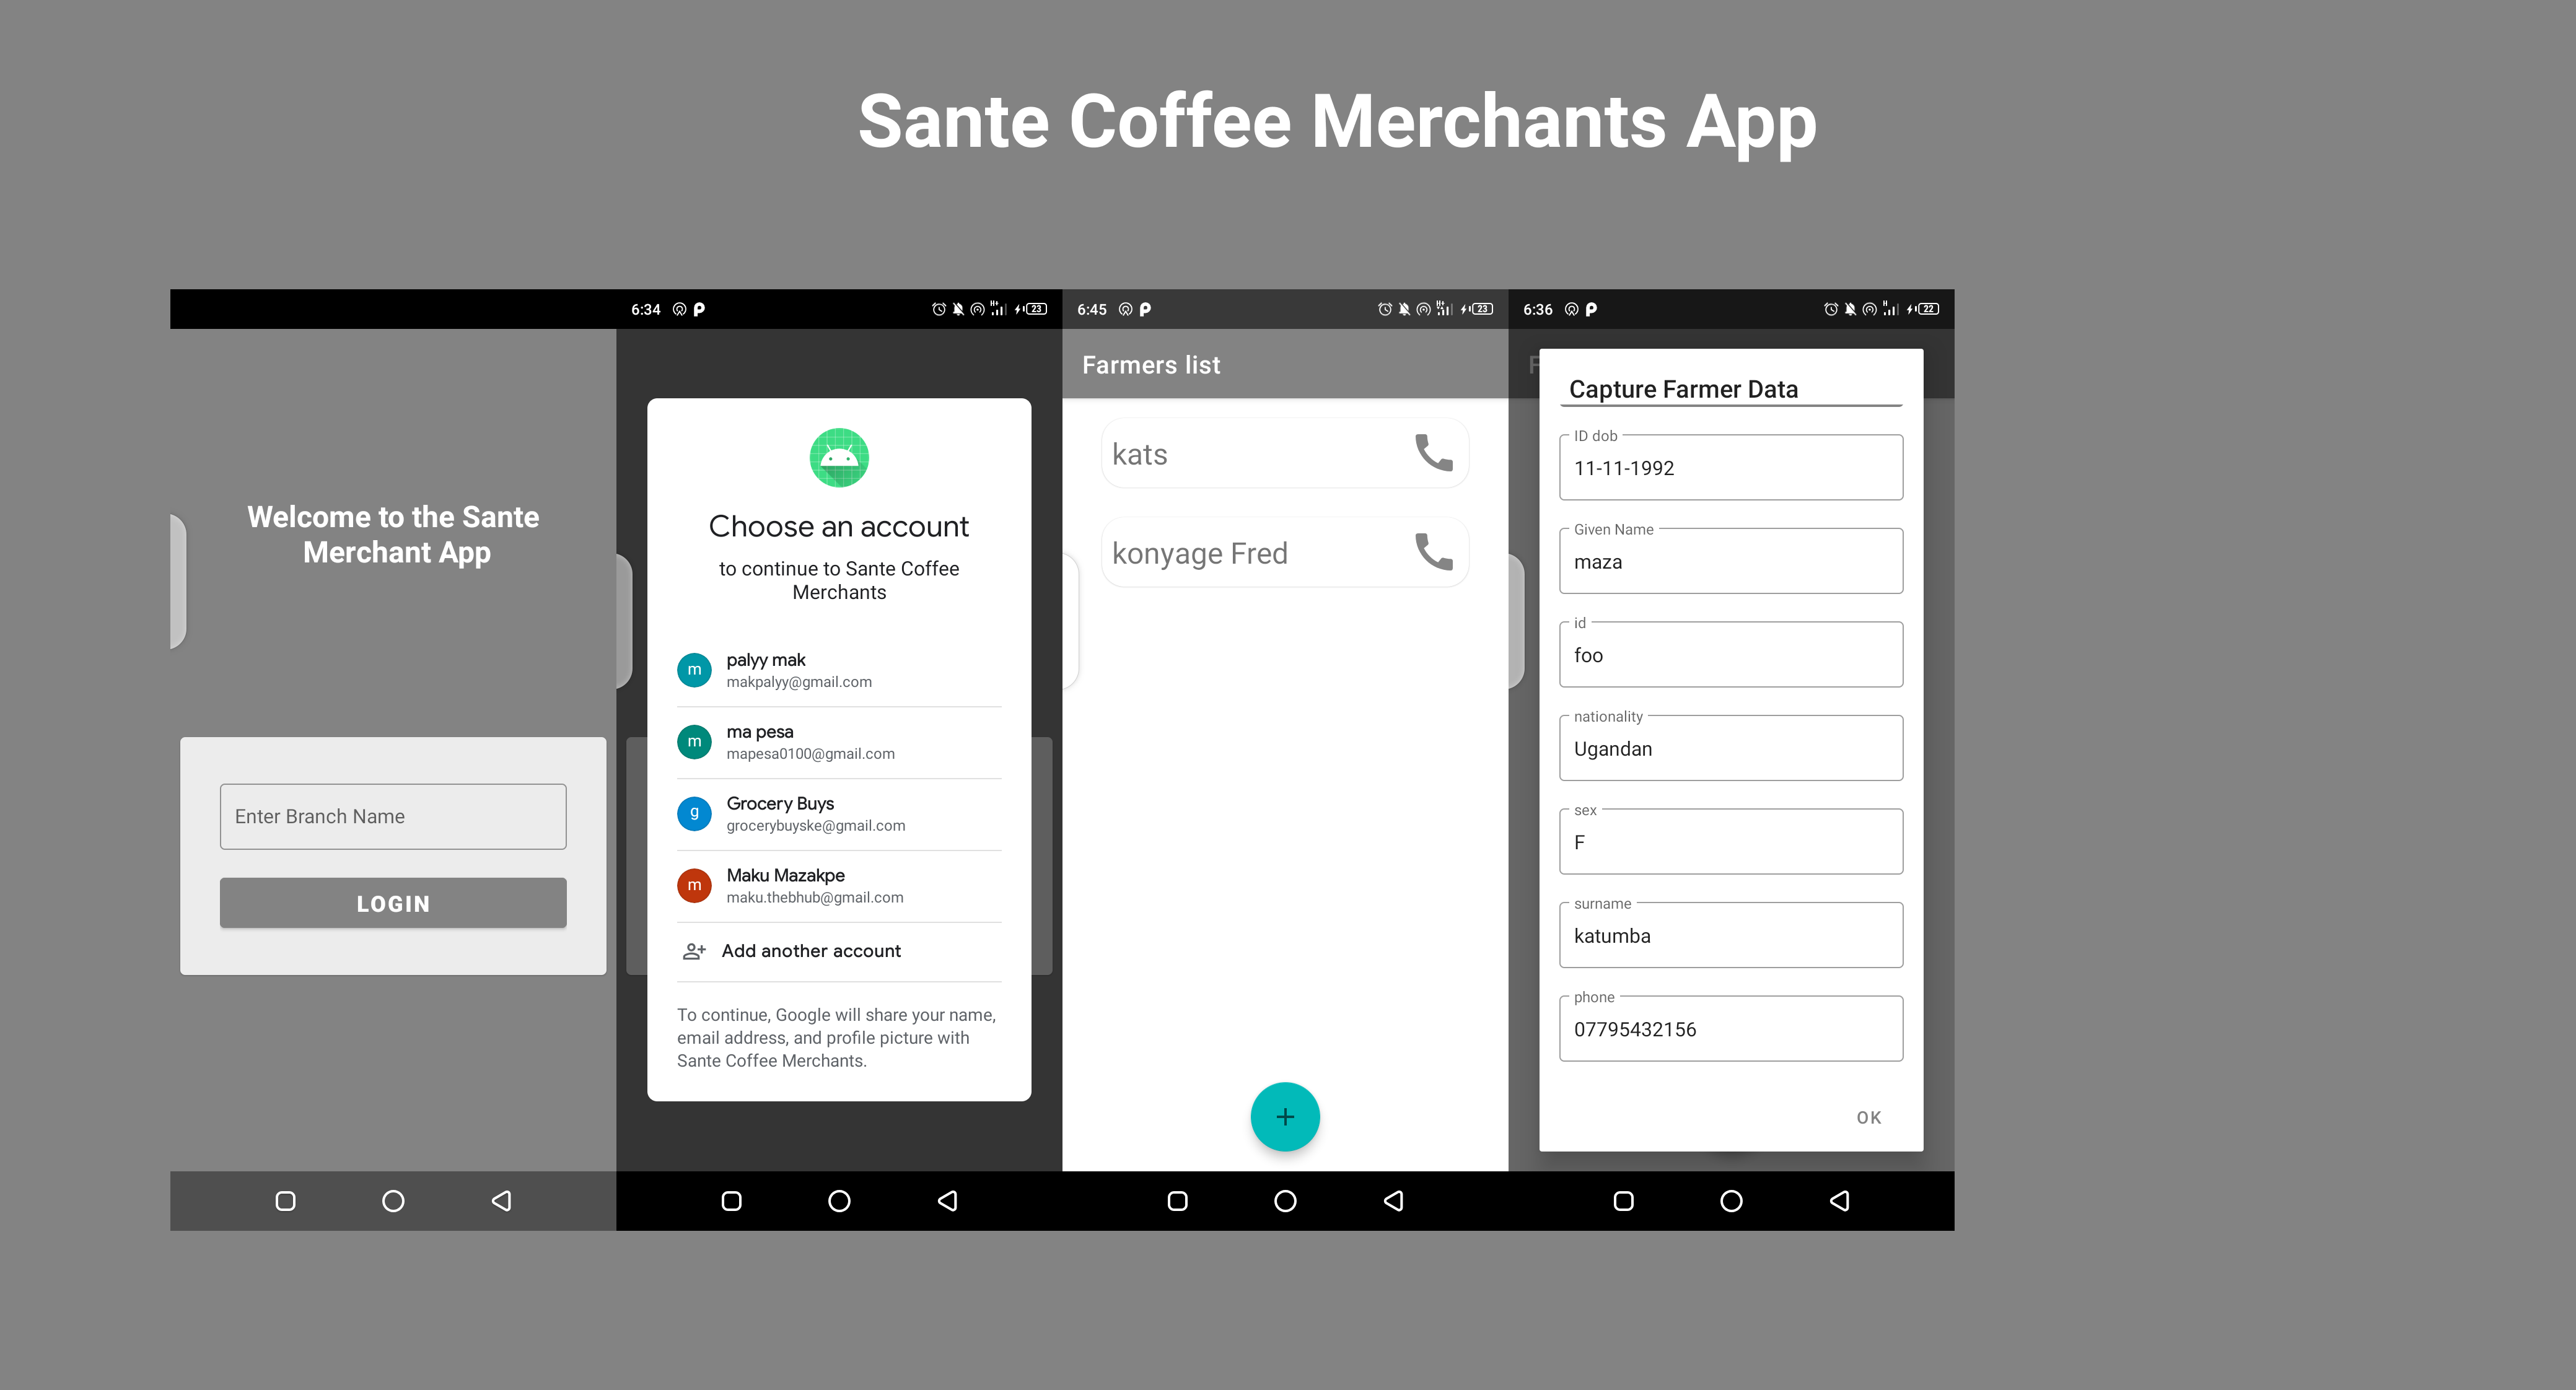 Sante Coffee Merchants App
Welcome to the Sante
Merchant App
Enter Branch Name
LOGIN
6:34
H+
23
Choose an account
to continue to Sante Coffee
Merchants
m
palyy mak
makpalyy@gmail.com
m
ma pesa
mapesa0100@gmail.com
g
Grocery Buys
grocerybuyske@gmail.com
m
Maku Mazakpe
maku.thebhub@gmail.com
Add another account
To continue, Google will share your name,
email address, and profile picture with
Sante Coffee Merchants.
6:45
H+
23
Farmers list
kats
konyage Fred
+
6:36
H
22
F
Capture Farmer Data
ID dob
11-11-1992
Given Name
maza
id
foo
nationality
Ugandan
sex
F
surname
katumba
phone
07795432156
OK